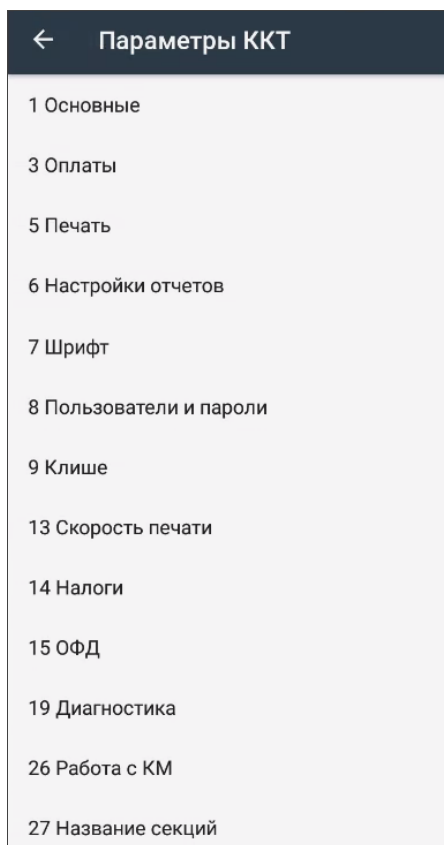 Параметры ККТ
1 Основные
3 Оплаты
5 Печать
6 Настройки отчетов
7 Шрифт
8 Пользователи и пароли
9 Клише
13 Скорость печати
14 Налоги
15 ОФД
19 Диагностика
26 Работа с КМ
27 Название секций